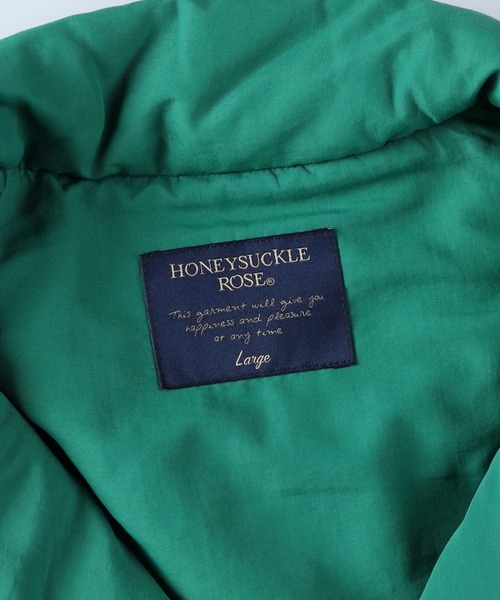 HONEYSUCKLE
ROSE®
This garment will give you
happiness and pleasure
at any time
Large